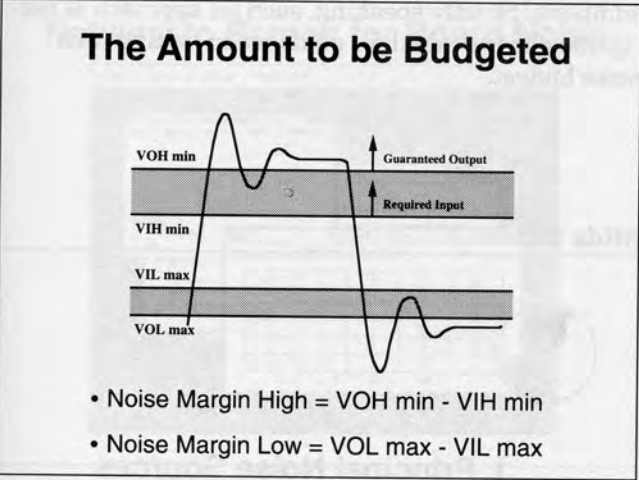 The Amount to be Budgeted
VOH min
Guaranteed Output
Required Input
VIH min
VIL max
VOL max
• Noise Margin High = VOH min - VIH min
• Noise Margin Low = VOL max - VIL max